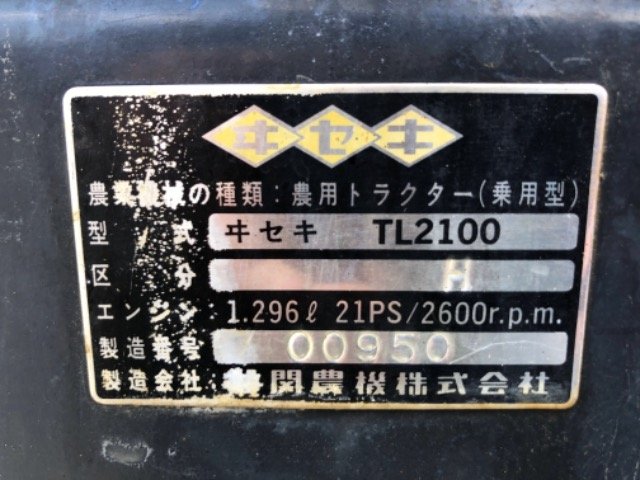 ヰセキ
農業機械の種類：農用トラクター(乗用型)
型式 ヰセキ TL2100
区分 H
エンジン：1.296ℓ 21PS/2600r.p.m.
製造番号 00950
製造会社：井関農機株式会社